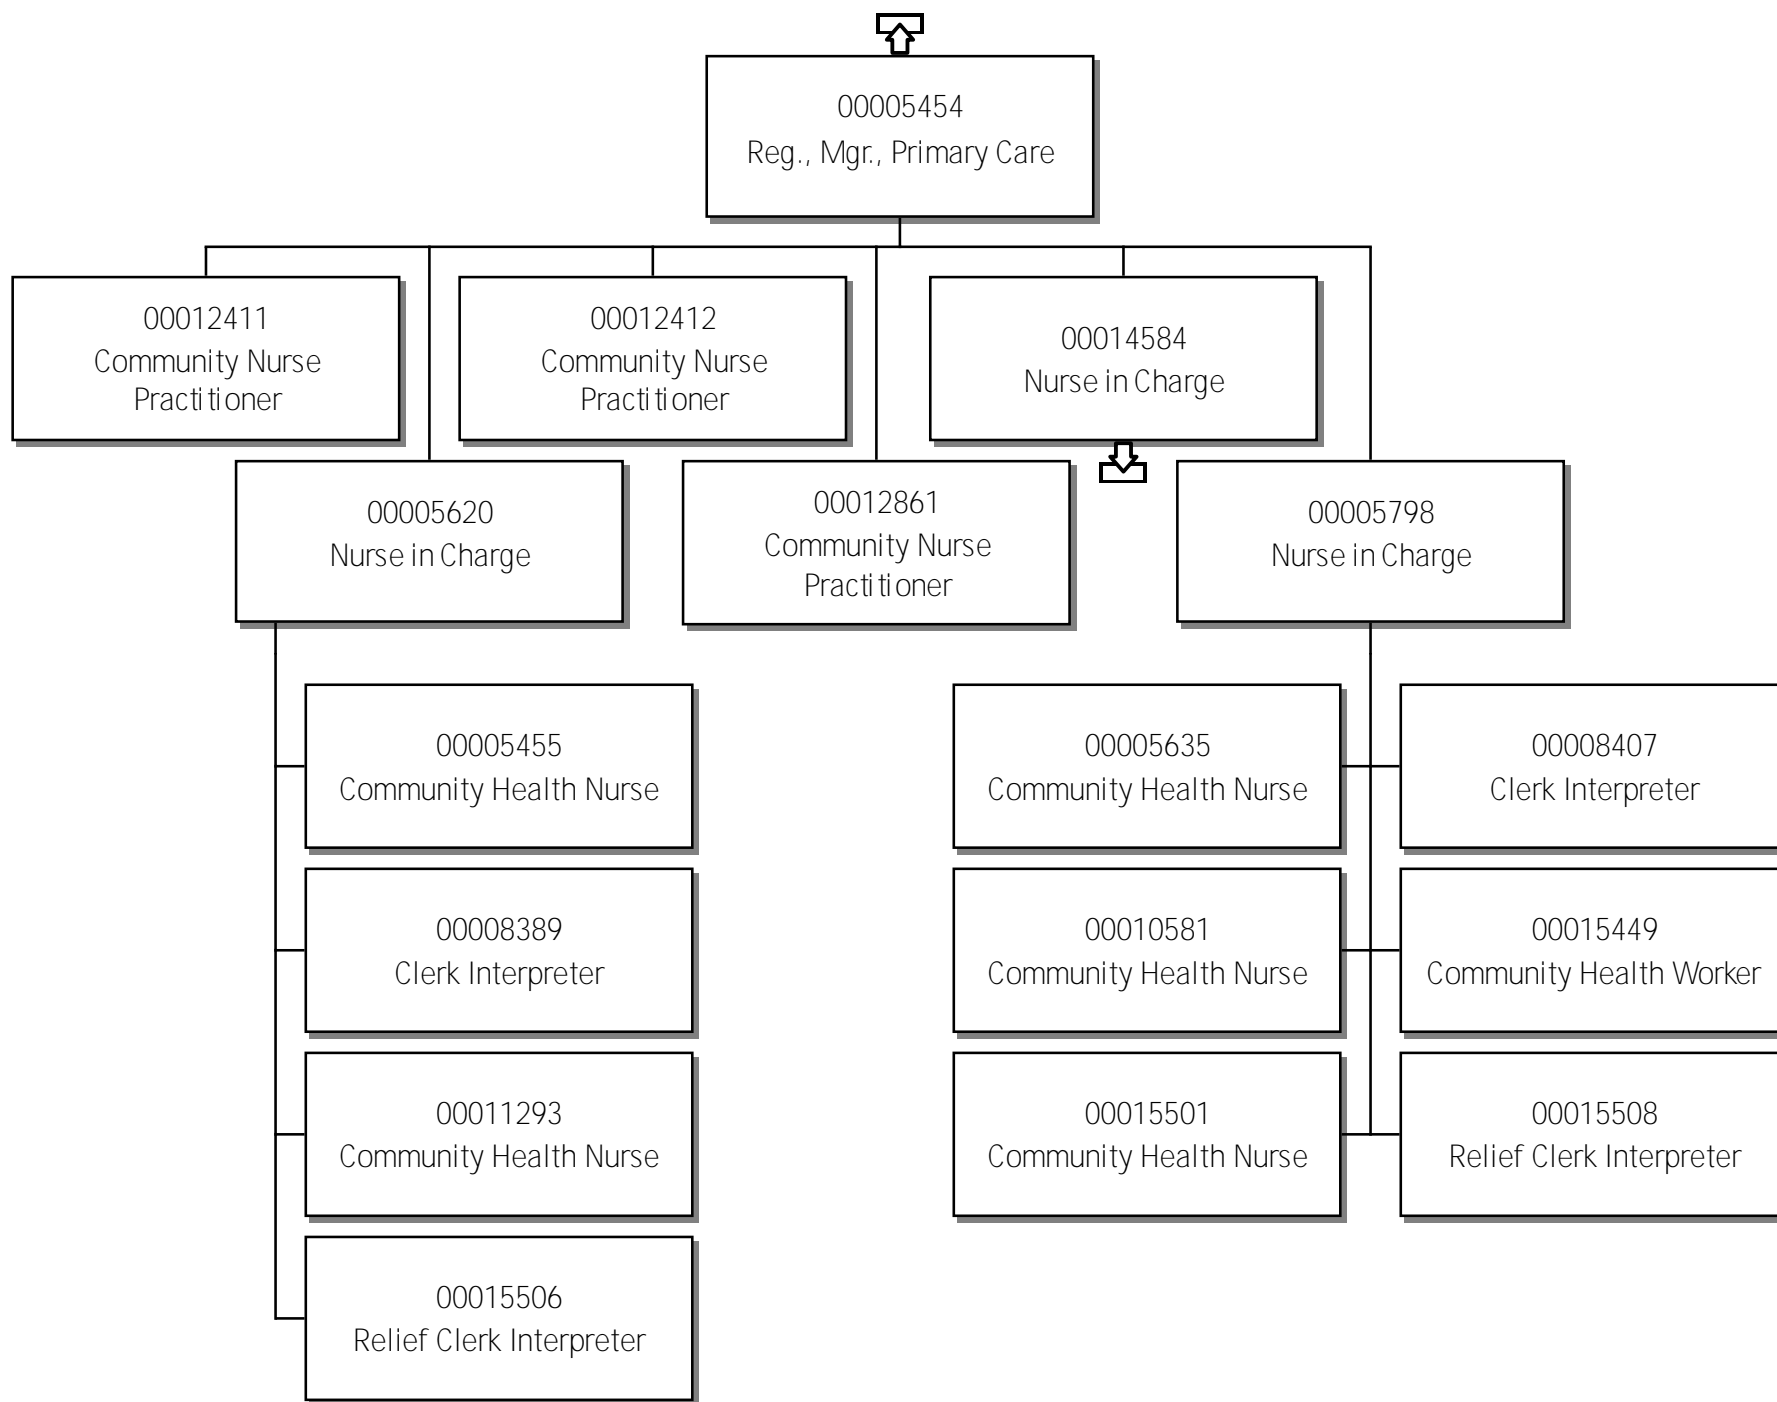 00005454
Reg., Mgr., Primary Care
00012411
Community Nurse
Practitioner
00012412
Community Nurse
Practitioner
00014584
Nurse in Charge
00005620
Nurse in Charge
00012861
Community Nurse
Practitioner
00005798
Nurse in Charge
00005455
Community Health Nurse
00008389
Clerk Interpreter
00011293
Community Health Nurse
00015506
Relief Clerk Interpreter
00005635
Community Health Nurse
00008407
Clerk Interpreter
00010581
Community Health Nurse
00015449
Community Health Worker
00015501
Community Health Nurse
00015508
Relief Clerk Interpreter